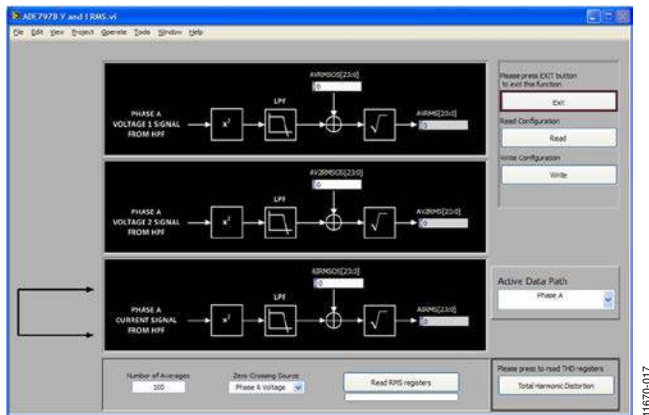 ADE7978 V and I RMS.vi
File Edit View Project Operate Tools Window Help
AVRMSOS[23:0]
0
LPF
PHASE A
VOLTAGE 1 SIGNAL
FROM HPF
x²
√
AVRMS[23:0]
0
AV2RMSOS[23:0]
0
LPF
PHASE A
VOLTAGE 2 SIGNAL
FROM HPF
x²
√
AV2RMS[23:0]
0
AIRMSOS[23:0]
0
LPF
PHASE A
CURRENT SIGNAL
FROM HPF
x²
√
AIRMS[23:0]
0
Please press EXIT button
to exit this function.
Exit
Read Configuration
Read
Write Configuration
Write
Active Data Path
Phase A
Number of Averages
100
Zero Crossing Source
Phase A Voltage
Read RMS registers
Please press to read THD registers
Total Harmonic Distortion
11670-017